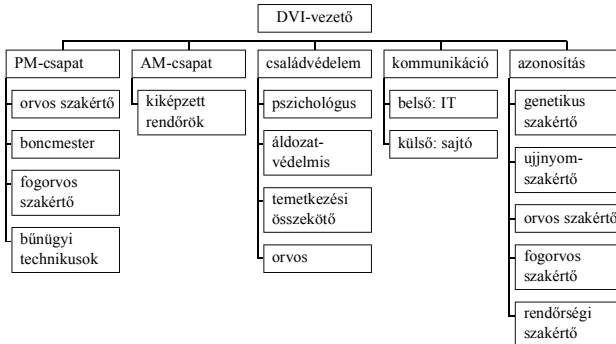 DVI-vezető
PM-csapat
orvos szakértő
boncmester
fogorvos
szakértő
bűnügyi
technikusok
AM-csapat
kiképzett
rendőrök
családvédelem
pszichológus
áldozat-
védelmis
temetkezési
összekötő
orvos
kommunikáció
belső: IT
külső: sajtó
azonosítás
genetikus
szakértő
ujjnyom-
szakértő
orvos szakértő
fogorvos
szakértő
rendőrségi
szakértő